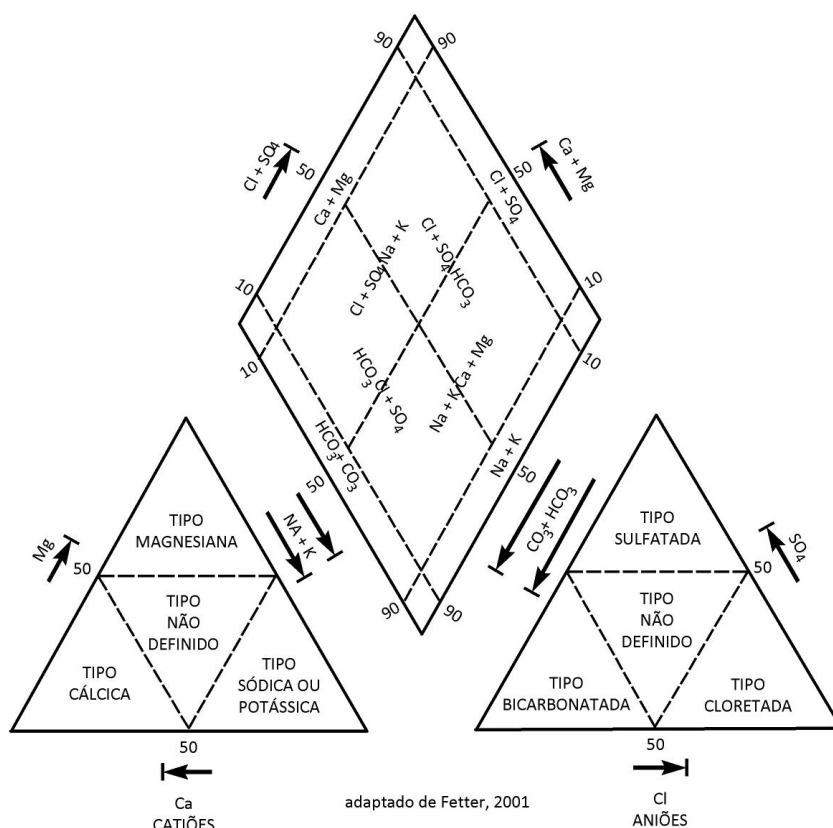 90
90
Cl + SO4
50
Ca + Mg
50
Ca + Mg
Cl + SO4
Cl + SO4 Na + K
Cl + SO4 HCO3
10
10
10
10
HCO3 Cl + SO4
Na + K Ca + Mg
HCO3 + CO3
Na + K
50
50
90
90
Mg
50
TIPO
MAGNESIANA
NA + K
TIPO
NÃO
DEFINIDO
TIPO
CÁLCICA
TIPO
SÓDICA OU
POTÁSSICA
50
Ca
CATIÕES
CO3 + HCO3
TIPO
SULFATADA
50
SO4
TIPO
NÃO
DEFINIDO
TIPO
BICARBONATADA
TIPO
CLORETADA
50
Cl
ANIÕES
adaptado de Fetter, 2001